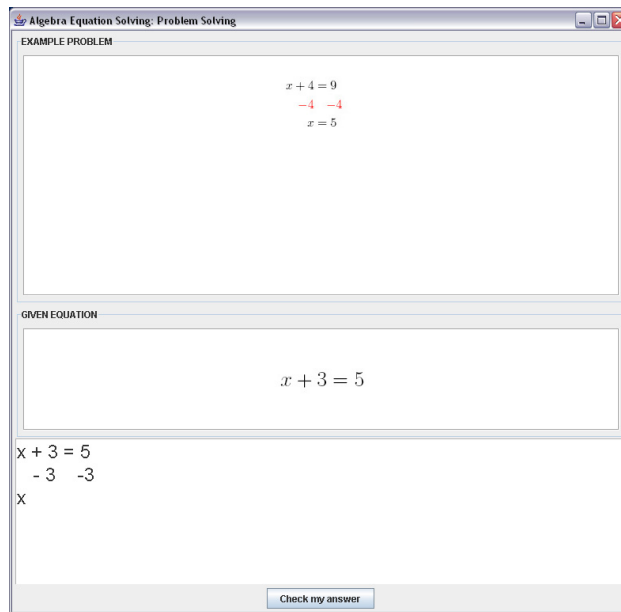 Algebra Equation Solving: Problem Solving
EXAMPLE PROBLEM
x + 4 = 9
−4 −4
x = 5
GIVEN EQUATION
x + 3 = 5
x + 3 = 5
- 3 -3
x
Check my answer